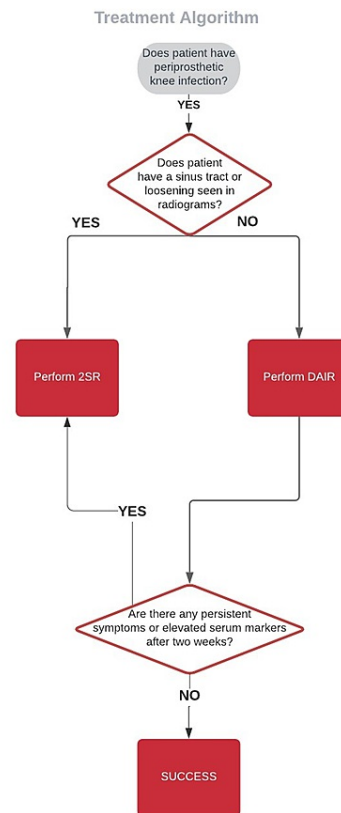 Treatment Algorithm
Does patient have
periprosthetic
knee infection?
YES
Does patient
have a sinus tract or
loosening seen in
radiograms?
YES
NO
Perform 2SR
Perform DAIR
YES
Are there any persistent
symptoms or elevated serum markers
after two weeks?
NO
SUCCESS